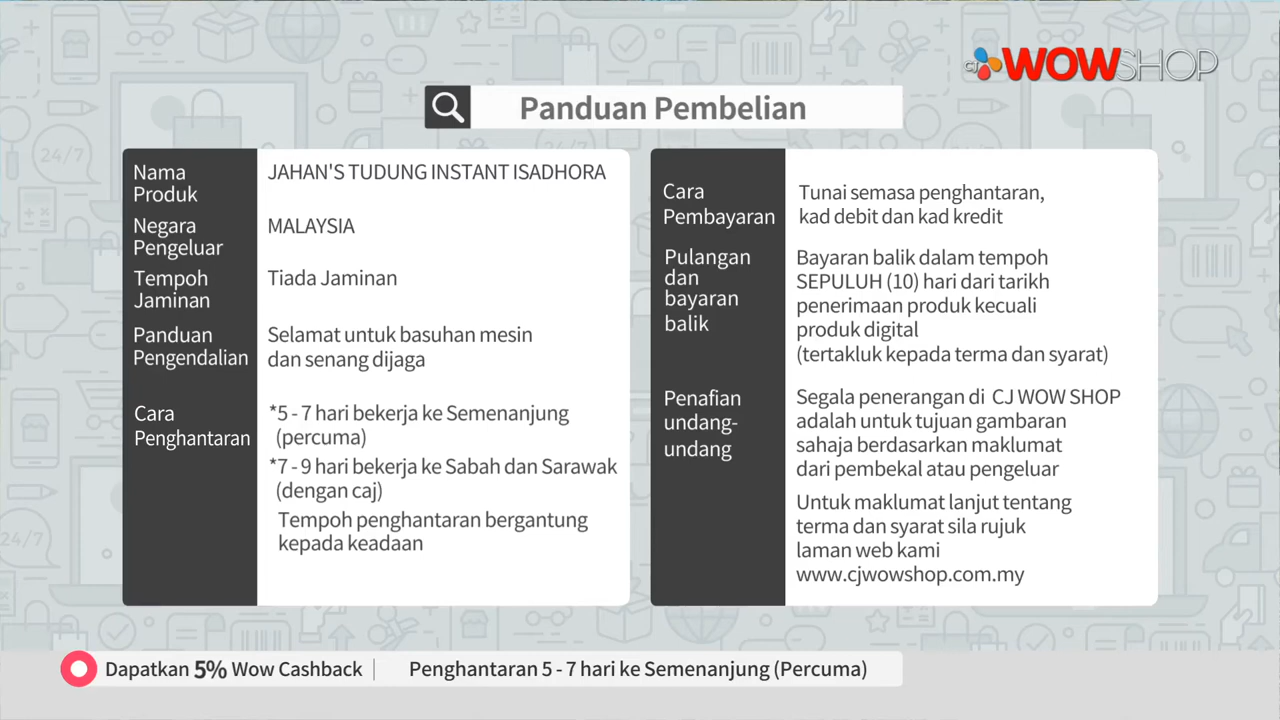 CJ WOWSHOP
Panduan Pembelian
Nama
Produk
JAHAN'S TUDUNG INSTANT ISADHORA
Negara
Pengeluar
MALAYSIA
Tempoh
Jaminan
Tiada Jaminan
Panduan
Pengendalian
Selamat untuk basuhan mesin
dan senang dijaga
Cara
Penghantaran
*5 - 7 hari bekerja ke Semenanjung
(percuma)
*7 - 9 hari bekerja ke Sabah dan Sarawak
(dengan caj)
Tempoh penghantaran bergantung
kepada keadaan
Cara
Pembayaran
Tunai semasa penghantaran,
kad debit dan kad kredit
Pulangan
dan
bayaran
balik
Bayaran balik dalam tempoh
SEPULUH (10) hari dari tarikh
penerimaan produk kecuali
produk digital
(tertakluk kepada terma dan syarat)
Penafian
undang-
undang
Segala penerangan di CJ WOW SHOP
adalah untuk tujuan gambaran
sahaja berdasarkan maklumat
dari pembekal atau pengeluar
Untuk maklumat lanjut tentang
terma dan syarat sila rujuk
laman web kami
www.cjwowshop.com.my
24/7
24/7
Dapatkan 5% Wow Cashback | Penghantaran 5 - 7 hari ke Semenanjung (Percuma)